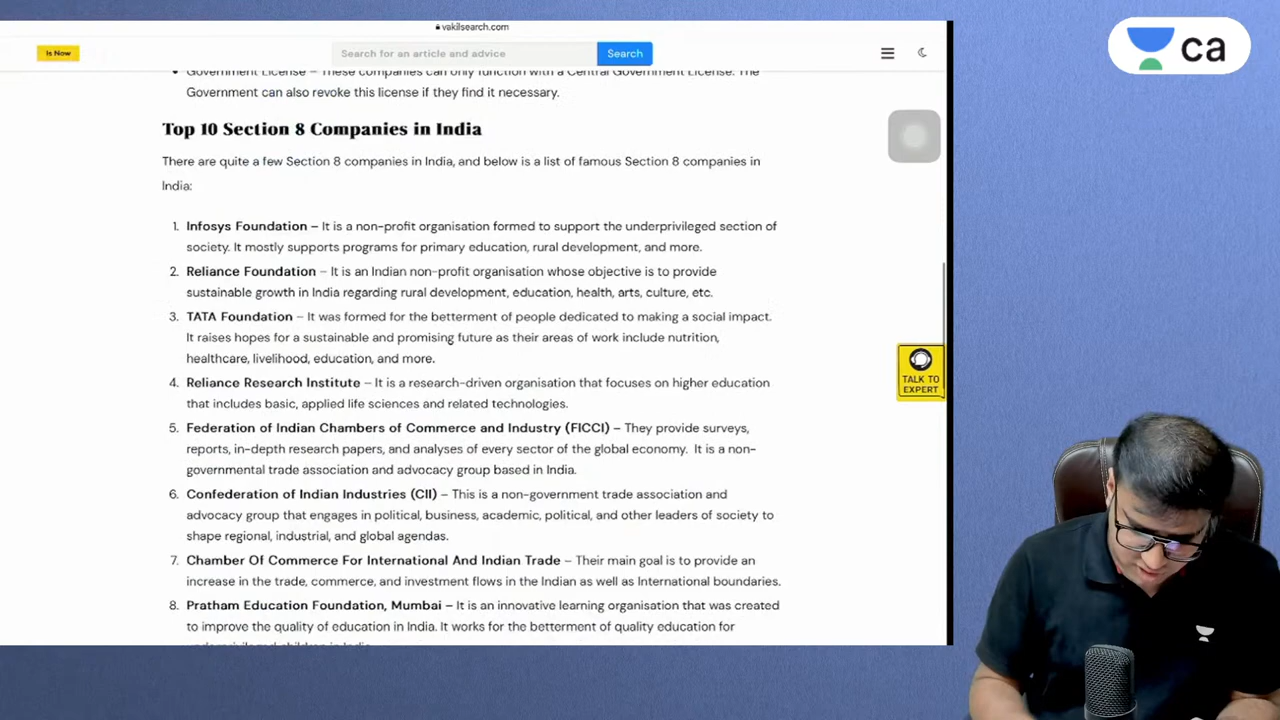 vakilsearch.com
Is Now
Search for an article and advice
Search
ca
Government License – These companies can only function with a Central Government License. The
Government can also revoke this license if they find it necessary.
Top 10 Section 8 Companies in India
There are quite a few Section 8 companies in India, and below is a list of famous Section 8 companies in
India:
1. Infosys Foundation – It is a non-profit organisation formed to support the underprivileged section of
society. It mostly supports programs for primary education, rural development, and more.
2. Reliance Foundation – It is an Indian non-profit organisation whose objective is to provide
sustainable growth in India regarding rural development, education, health, arts, culture, etc.
3. TATA Foundation – It was formed for the betterment of people dedicated to making a social impact.
It raises hopes for a sustainable and promising future as their areas of work include nutrition,
healthcare, livelihood, education, and more.
4. Reliance Research Institute – It is a research-driven organisation that focuses on higher education
that includes basic, applied life sciences and related technologies.
5. Federation of Indian Chambers of Commerce and Industry (FICCI) – They provide surveys,
reports, in-depth research papers, and analyses of every sector of the global economy. It is a non-
governmental trade association and advocacy group based in India.
6. Confederation of Indian Industries (CII) – This is a non-government trade association and
advocacy group that engages in political, business, academic, political, and other leaders of society to
shape regional, industrial, and global agendas.
7. Chamber Of Commerce For International And Indian Trade – Their main goal is to provide an
increase in the trade, commerce, and investment flows in the Indian as well as International boundaries.
8. Pratham Education Foundation, Mumbai – It is an innovative learning organisation that was created
to improve the quality of education in India. It works for the betterment of quality education for
TALK TO
EXPERT